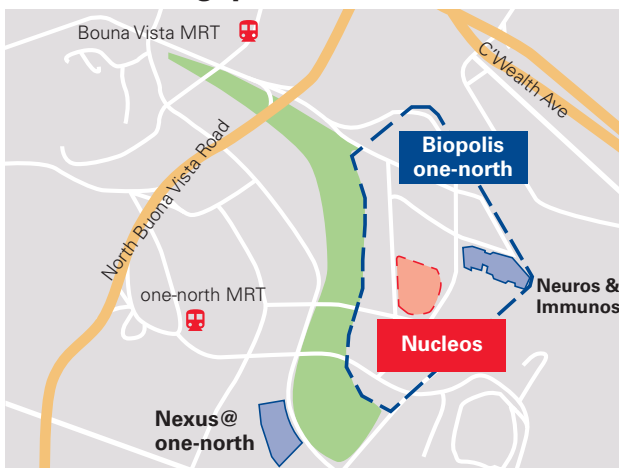 Bouna Vista MRT
C'Wealth Ave
Biopolis
one-north
North Buona Vista Road
one-north MRT
Neuros &
Immunos
Nucleos
Nexus@
one-north